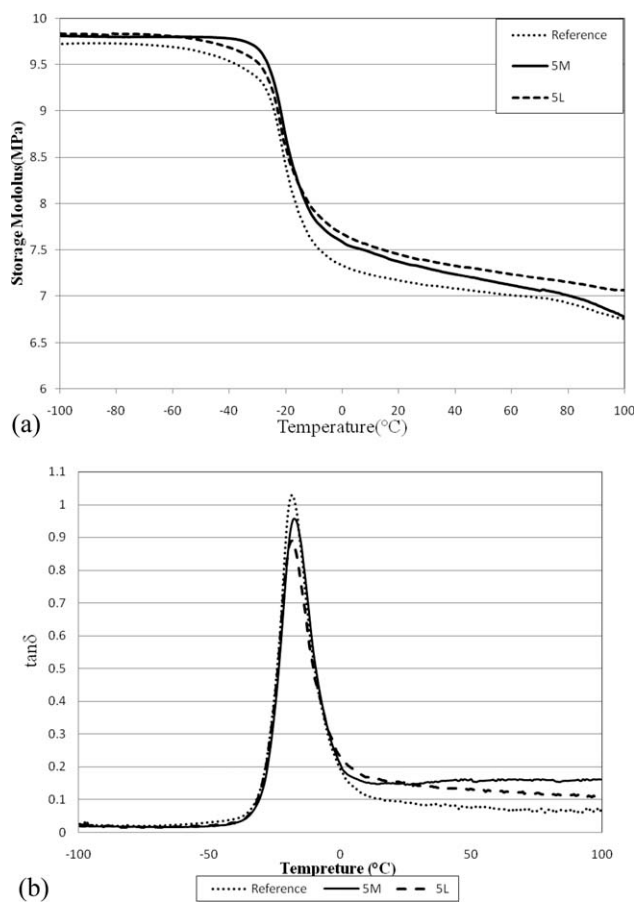 10
9.5
9
8.5
8
7.5
7
6.5
6
Storage Modolus(MPa)
Reference
5M
5L
-100 -80 -60 -40 -20 0 20 40 60 80 100
Temperature(°C)
(a)
1.1
1
0.9
0.8
0.7
0.6
0.5
0.4
0.3
0.2
0.1
0
tanδ
-100 -50 0 50 100
Tempreture (°C)
(b)
Reference 5M 5L